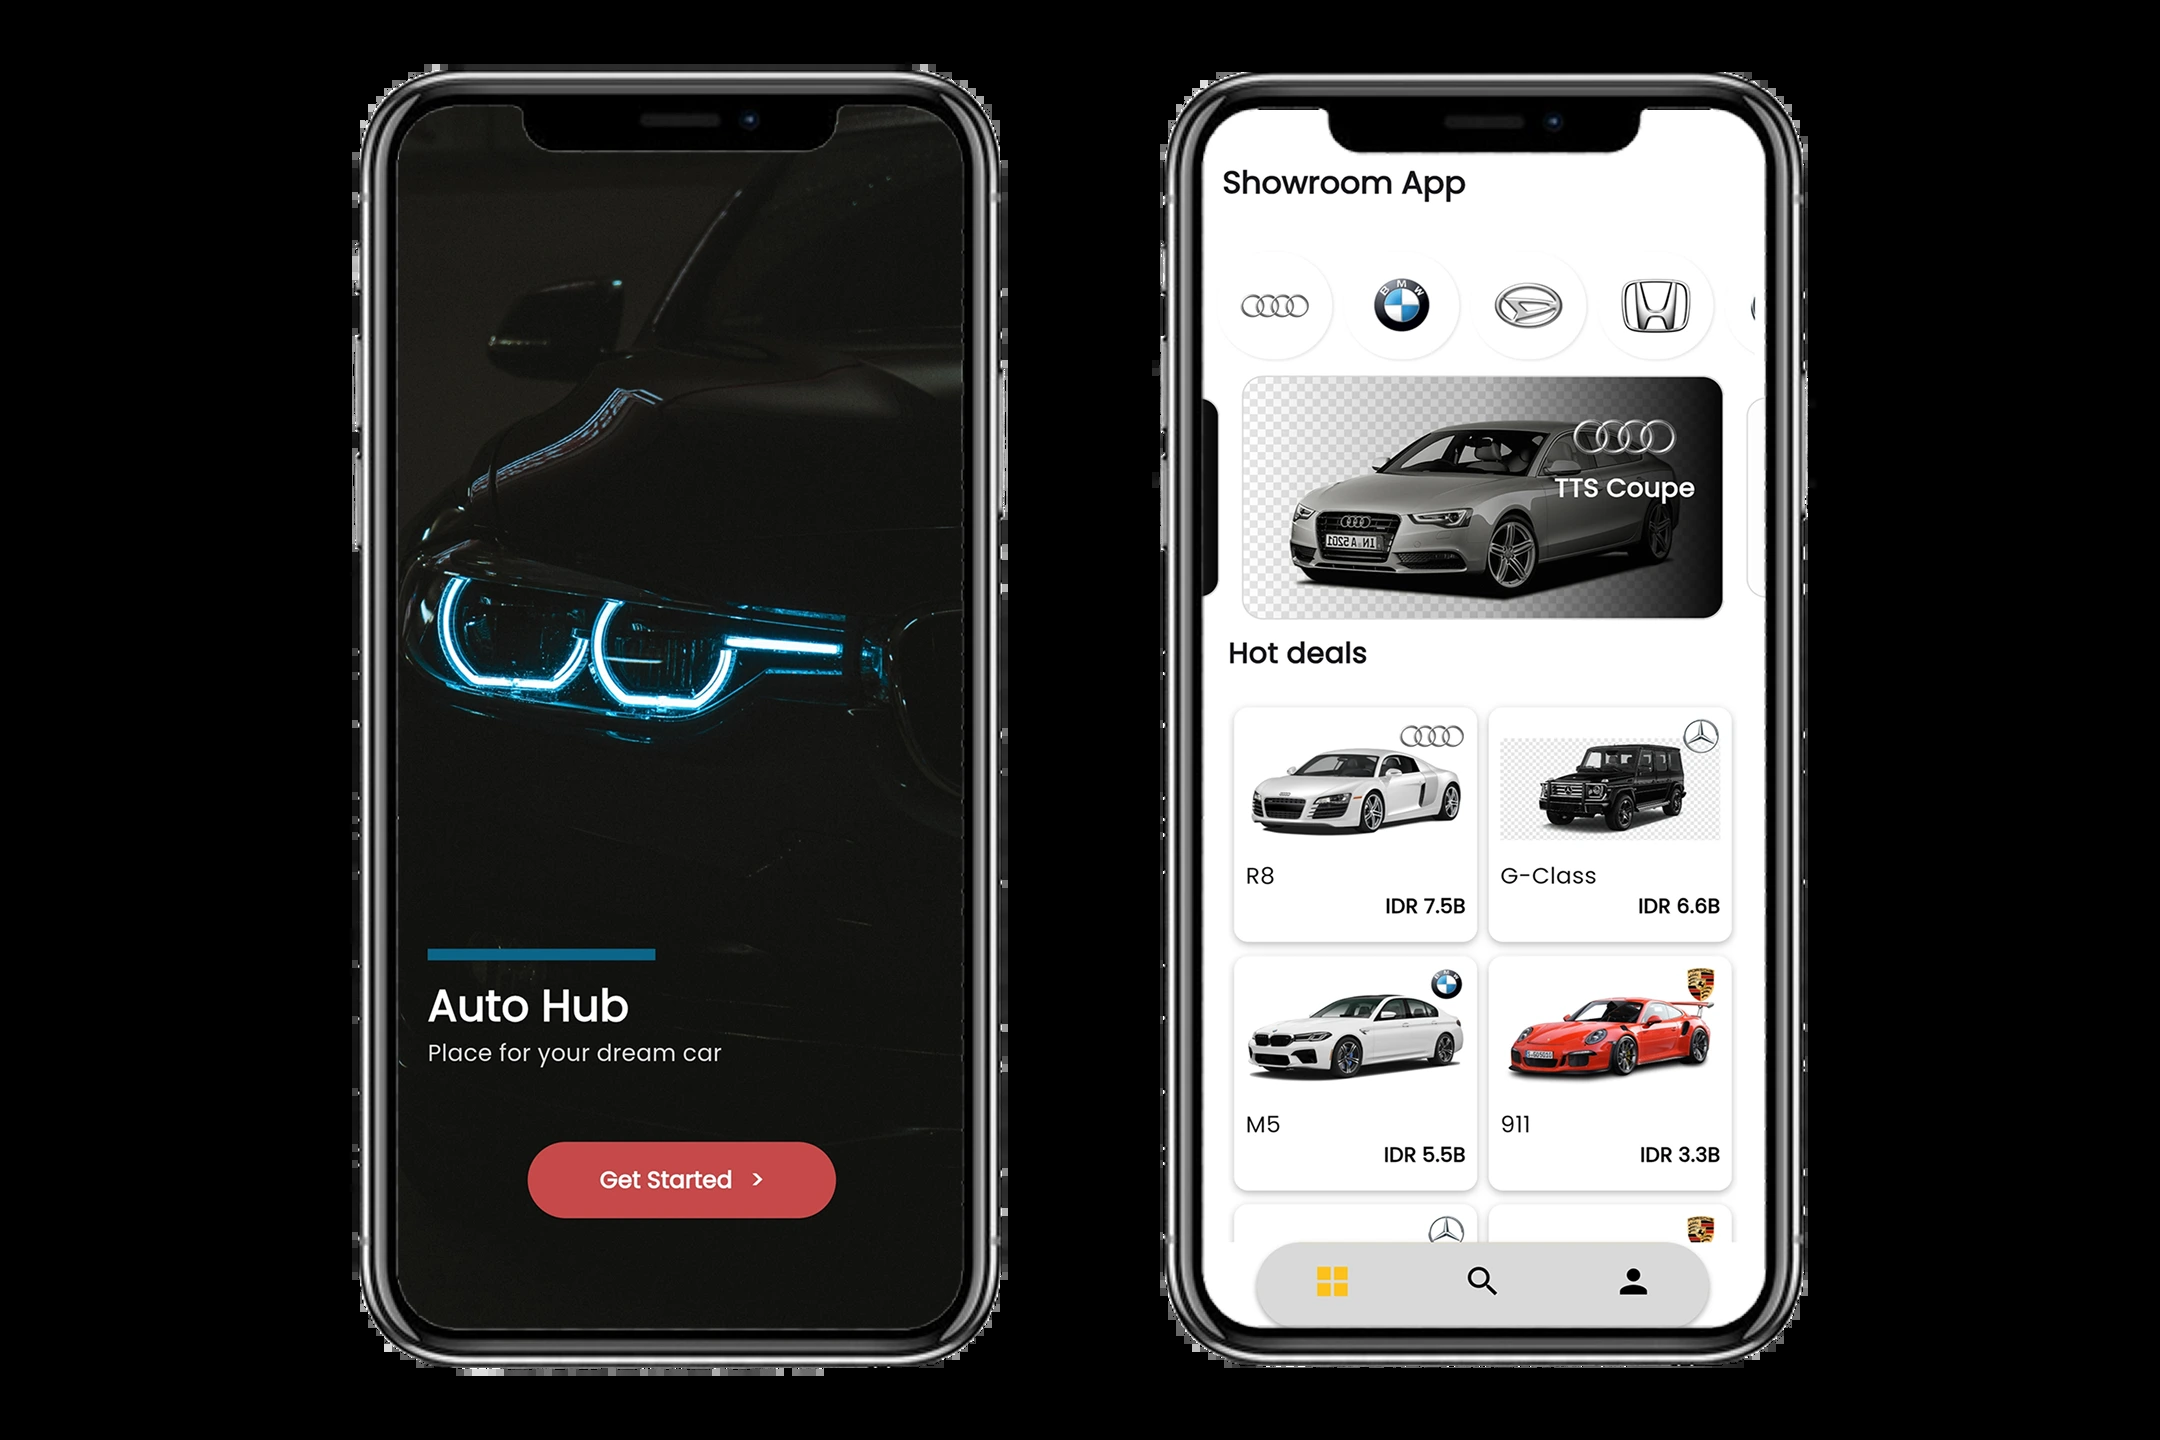 Auto Hub
Place for your dream car
Get Started >
Showroom App
BMW
TTS Coupe
Hot deals
R8
IDR 7.5B
G-Class
IDR 6.6B
M5
IDR 5.5B
911
IDR 3.3B